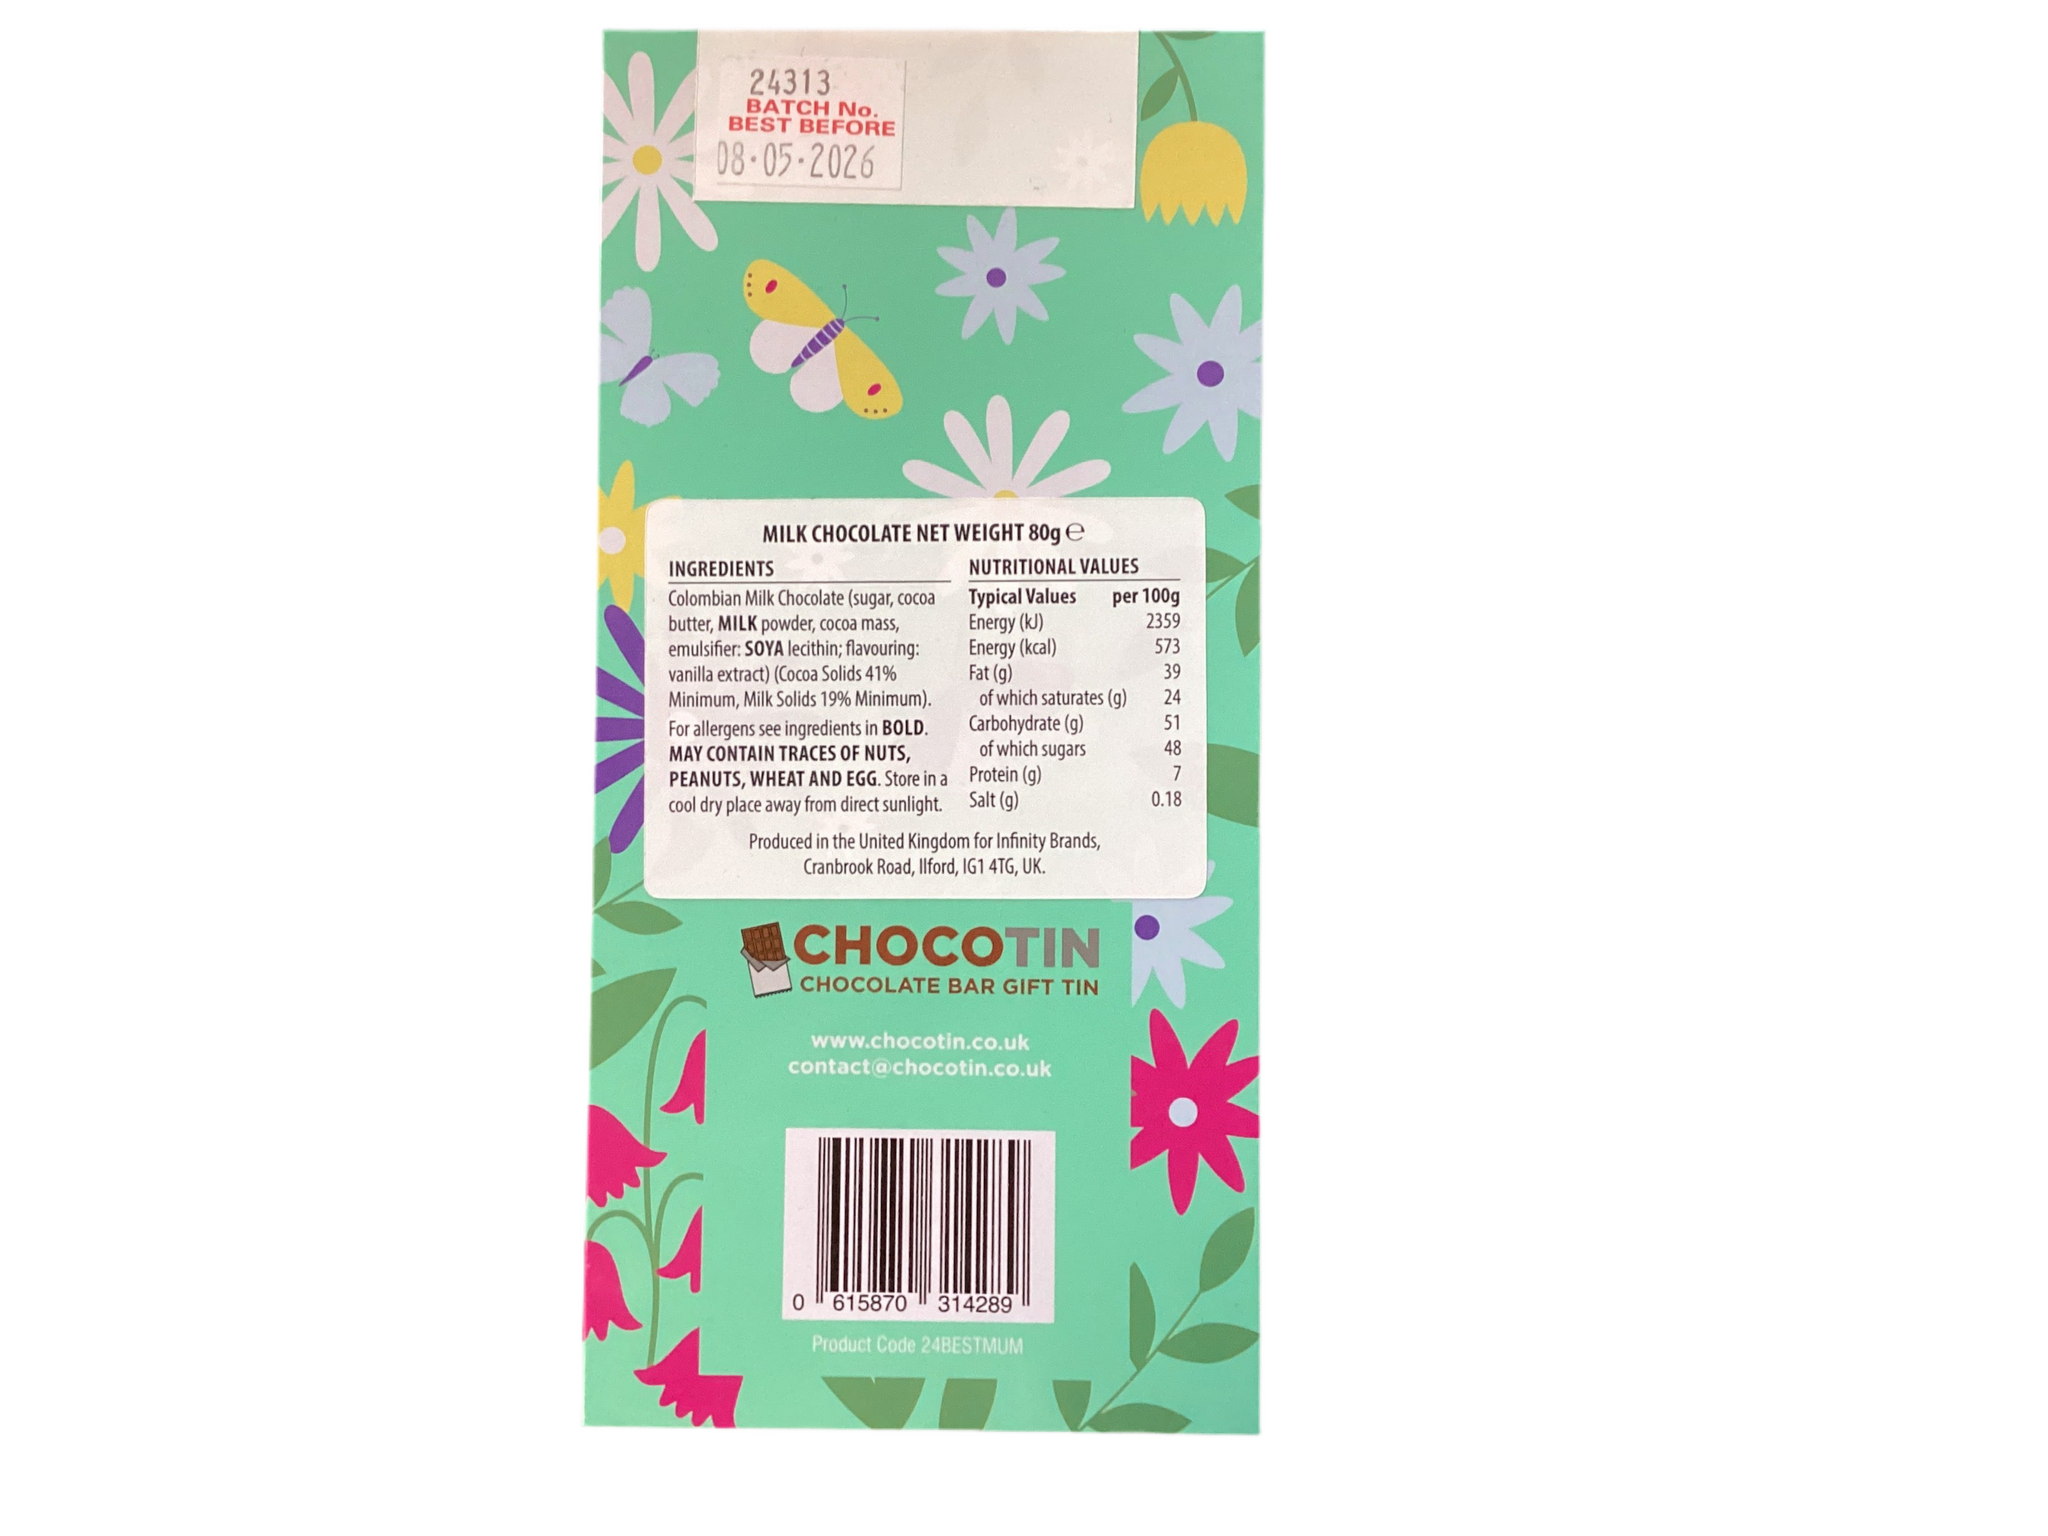 24313
BATCH No.
BEST BEFORE
08·05·2026
MILK CHOCOLATE NET WEIGHT 80g ℮
INGREDIENTS
Colombian Milk Chocolate (sugar, cocoa
butter, MILK powder, cocoa mass,
emulsifier: SOYA lecithin; flavouring:
vanilla extract) (Cocoa Solids 41%
Minimum, Milk Solids 19% Minimum).
For allergens see ingredients in BOLD.
MAY CONTAIN TRACES OF NUTS,
PEANUTS, WHEAT AND EGG. Store in a
cool dry place away from direct sunlight.
NUTRITIONAL VALUES
Typical Values per 100g
Energy (kJ) 2359
Energy (kcal) 573
Fat (g) 39
of which saturates (g) 24
Carbohydrate (g) 51
of which sugars 48
Protein (g) 7
Salt (g) 0.18
Produced in the United Kingdom for Infinity Brands,
Cranbrook Road, Ilford, IG1 4TG, UK.
CHOCOTIN
CHOCOLATE BAR GIFT TIN
www.chocotin.co.uk
contact@chocotin.co.uk
0 615870 314289
Product Code 24BESTMUM